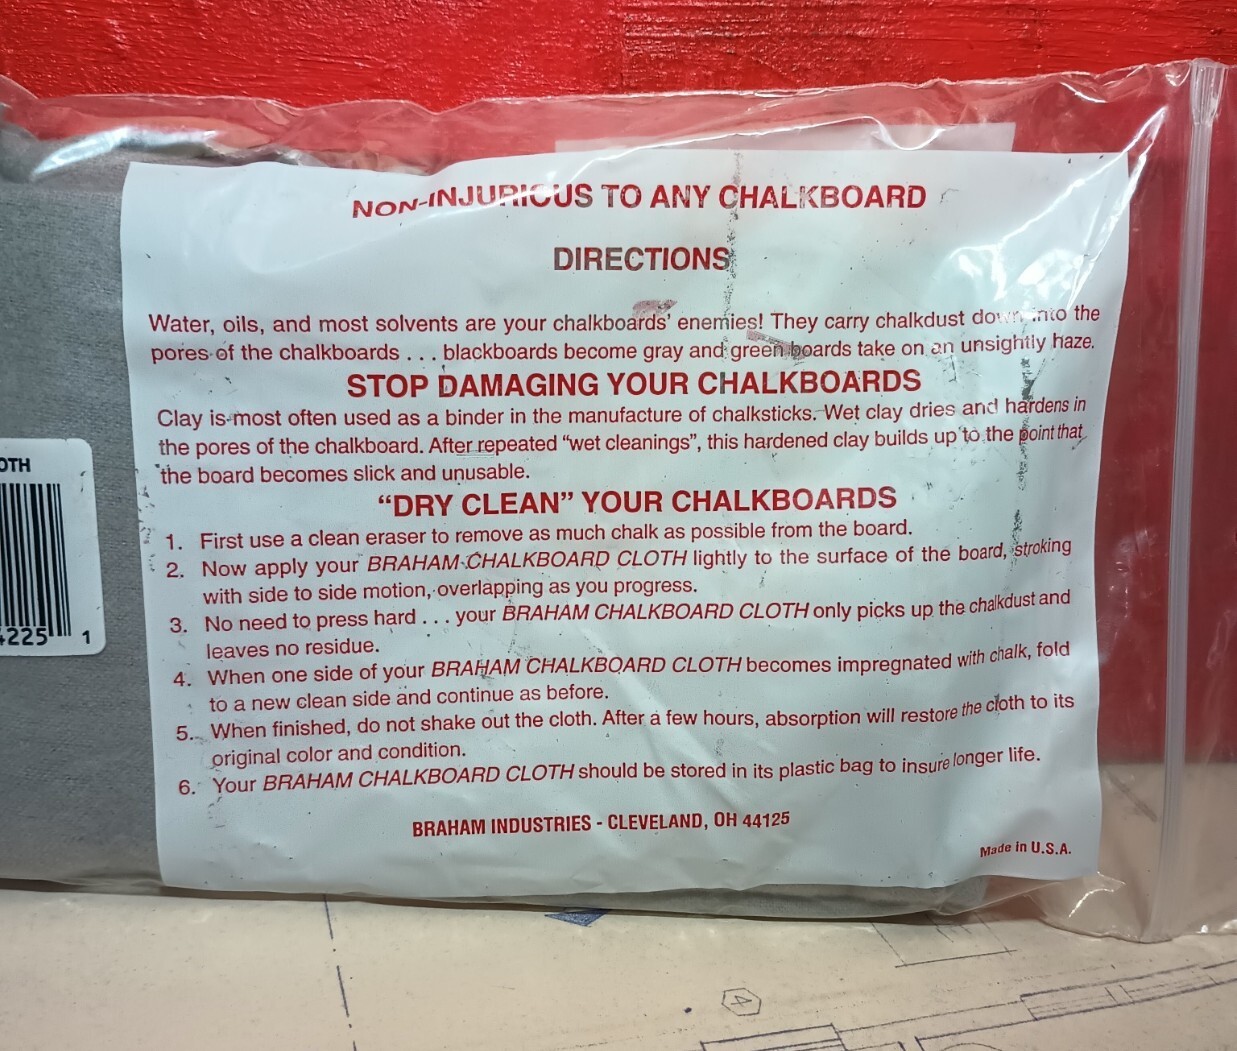 NON-INJURIOUS TO ANY CHALKBOARD
DIRECTIONS
Water, oils, and most solvents are your chalkboards' enemies! They carry chalkdust down into the
pores of the chalkboards . . . blackboards become gray and green boards take on an unsightly haze.
STOP DAMAGING YOUR CHALKBOARDS
Clay is most often used as a binder in the manufacture of chalksticks. Wet clay dries and hardens in
the pores of the chalkboard. After repeated “wet cleanings”, this hardened clay builds up to the point that
the board becomes slick and unusable.
“DRY CLEAN” YOUR CHALKBOARDS
1. First use a clean eraser to remove as much chalk as possible from the board.
2. Now apply your BRAHAM CHALKBOARD CLOTH lightly to the surface of the board, stroking
with side to side motion, overlapping as you progress.
3. No need to press hard . . . your BRAHAM CHALKBOARD CLOTH only picks up the chalkdust and
leaves no residue.
4. When one side of your BRAHAM CHALKBOARD CLOTH becomes impregnated with chalk, fold
to a new clean side and continue as before.
5. When finished, do not shake out the cloth. After a few hours, absorption will restore the cloth to its
original color and condition.
6. Your BRAHAM CHALKBOARD CLOTH should be stored in its plastic bag to insure longer life.
BRAHAM INDUSTRIES - CLEVELAND, OH 44125
Made in U.S.A.
OTH
4225 1
4